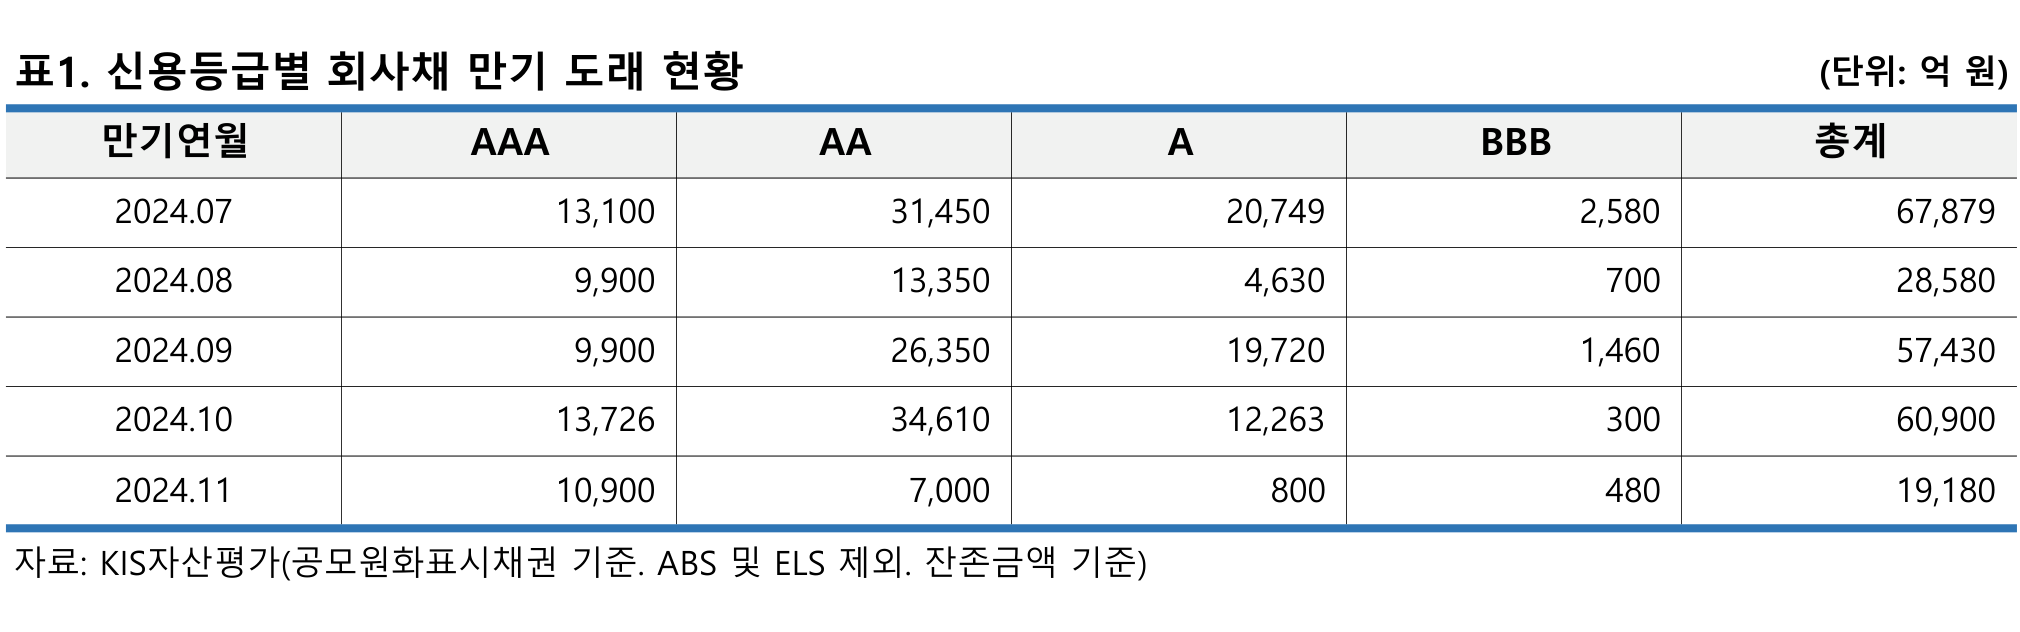 표1. 신용등급별 회사채 만기 도래 현황 (단위: 억 원)
만기연월 AAA AA A BBB 총계
2024.07 13,100 31,450 20,749 2,580 67,879
2024.08 9,900 13,350 4,630 700 28,580
2024.09 9,900 26,350 19,720 1,460 57,430
2024.10 13,726 34,610 12,263 300 60,900
2024.11 10,900 7,000 800 480 19,180
자료: KIS자산평가(공모원화표시채권 기준. ABS 및 ELS 제외. 잔존금액 기준)